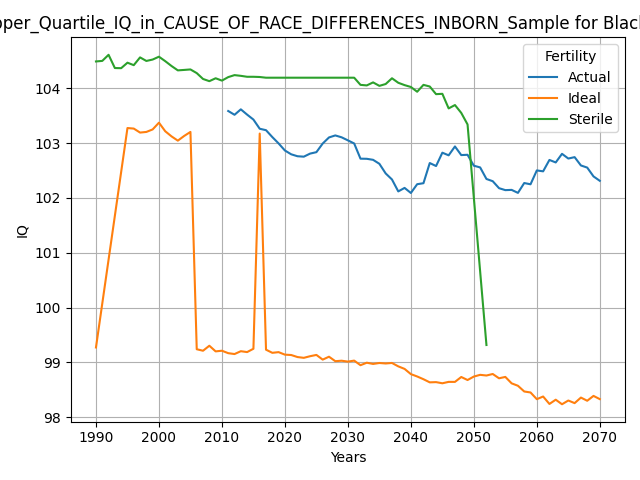 pper_Quartile_IQ_in_CAUSE_OF_RACE_DIFFERENCES_INBORN_Sample for Black
Fertility
Actual
Ideal
Sterile
104
103
102
101
100
99
98
IQ
1990 2000 2010 2020 2030 2040 2050 2060 2070
Years